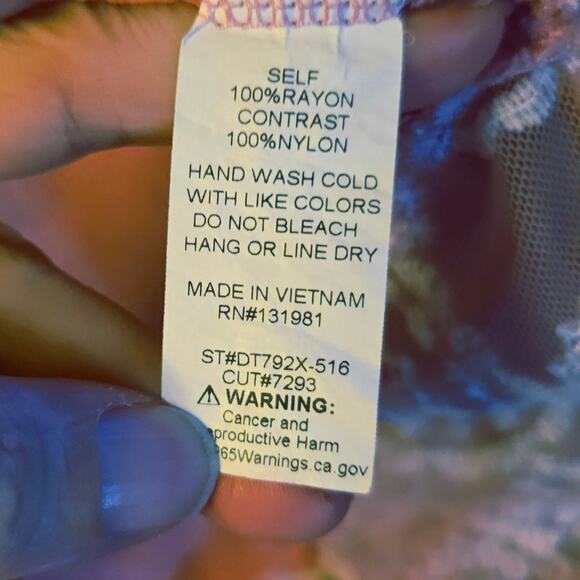 SELF
100%RAYON
CONTRAST
100%NYLON
HAND WASH COLD
WITH LIKE COLORS
DO NOT BLEACH
HANG OR LINE DRY
MADE IN VIETNAM
RN#131981
ST#DT792X-516
CUT#7293
⚠ WARNING:
Cancer and
eproductive Harm
65Warnings.ca.gov